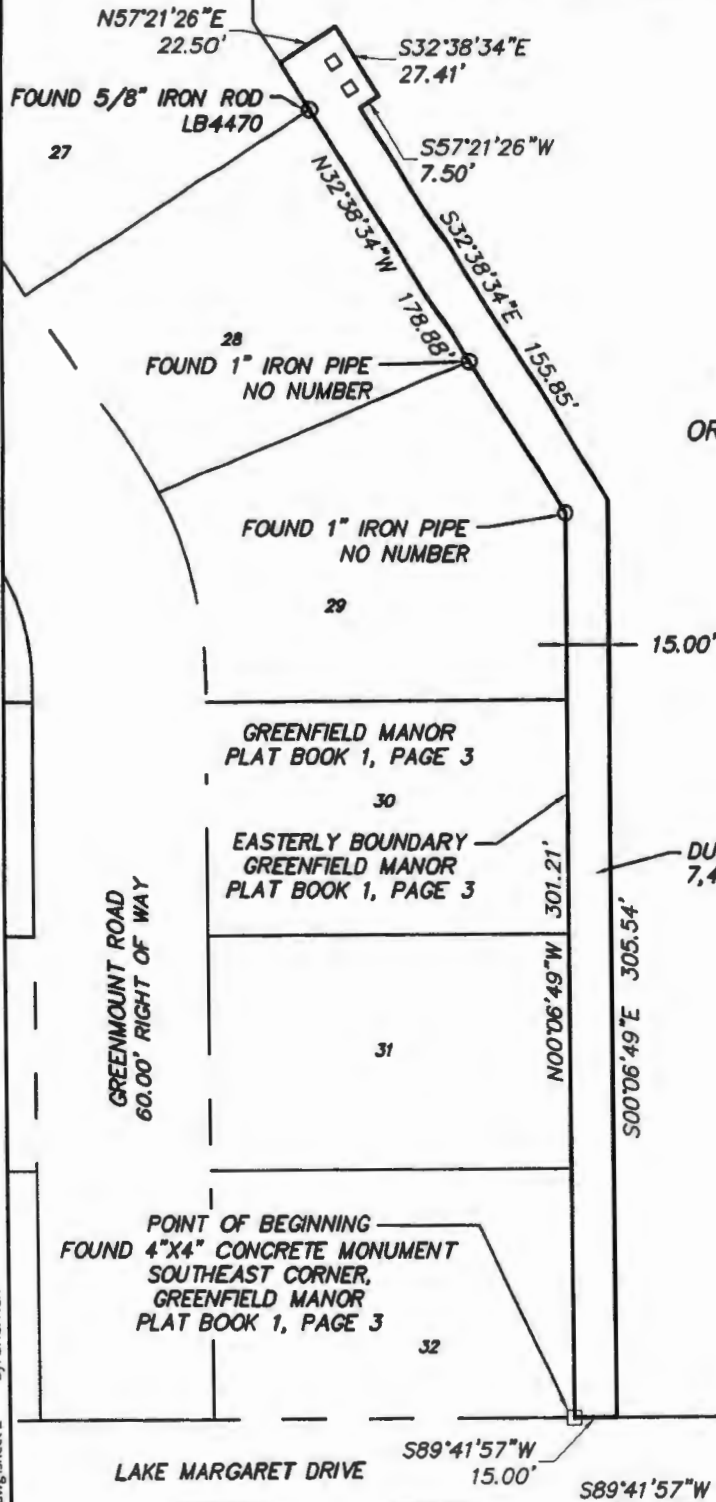 N57°21'26"E
22.50'
S32°38'34"E
27.41'
FOUND 5/8" IRON ROD
LB4470
S57°21'26"W
7.50'
27
N32°38'34"W 178.88'
S32°38'34"E 155.85'
28
FOUND 1" IRON PIPE
NO NUMBER
OR
FOUND 1" IRON PIPE
NO NUMBER
29
15.00'
GREENFIELD MANOR
PLAT BOOK 1, PAGE 3
30
EASTERLY BOUNDARY
GREENFIELD MANOR
PLAT BOOK 1, PAGE 3
DU
7,4
N00°06'49"W 301.21'
S00°06'49"E 305.54'
GREENMOUNT ROAD
60.00' RIGHT OF WAY
31
POINT OF BEGINNING
FOUND 4"X4" CONCRETE MONUMENT
SOUTHEAST CORNER,
GREENFIELD MANOR
PLAT BOOK 1, PAGE 3
32
LAKE MARGARET DRIVE
S89°41'57"W
15.00'
S89°41'57"W